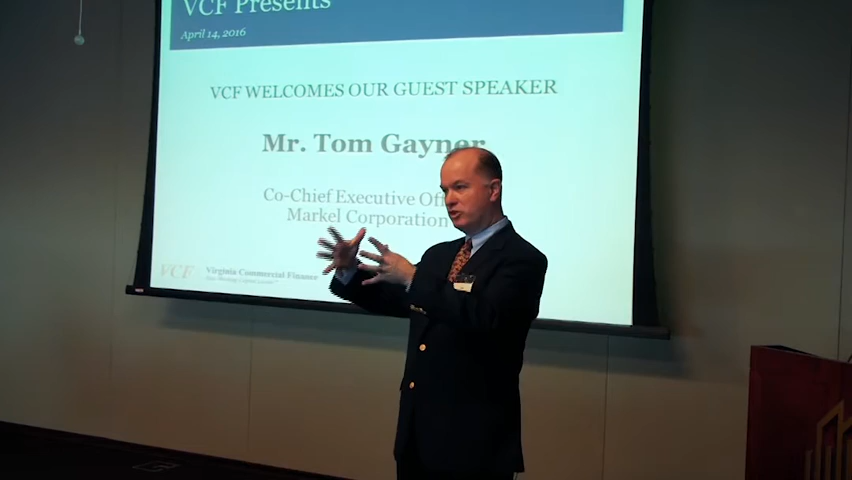 VCF Presents
April 14, 2016
VCF WELCOMES OUR GUEST SPEAKER
Mr. Tom Gayner
Co-Chief Executive Off
Markel Corporation
VCF
Virginia Commercial Finance